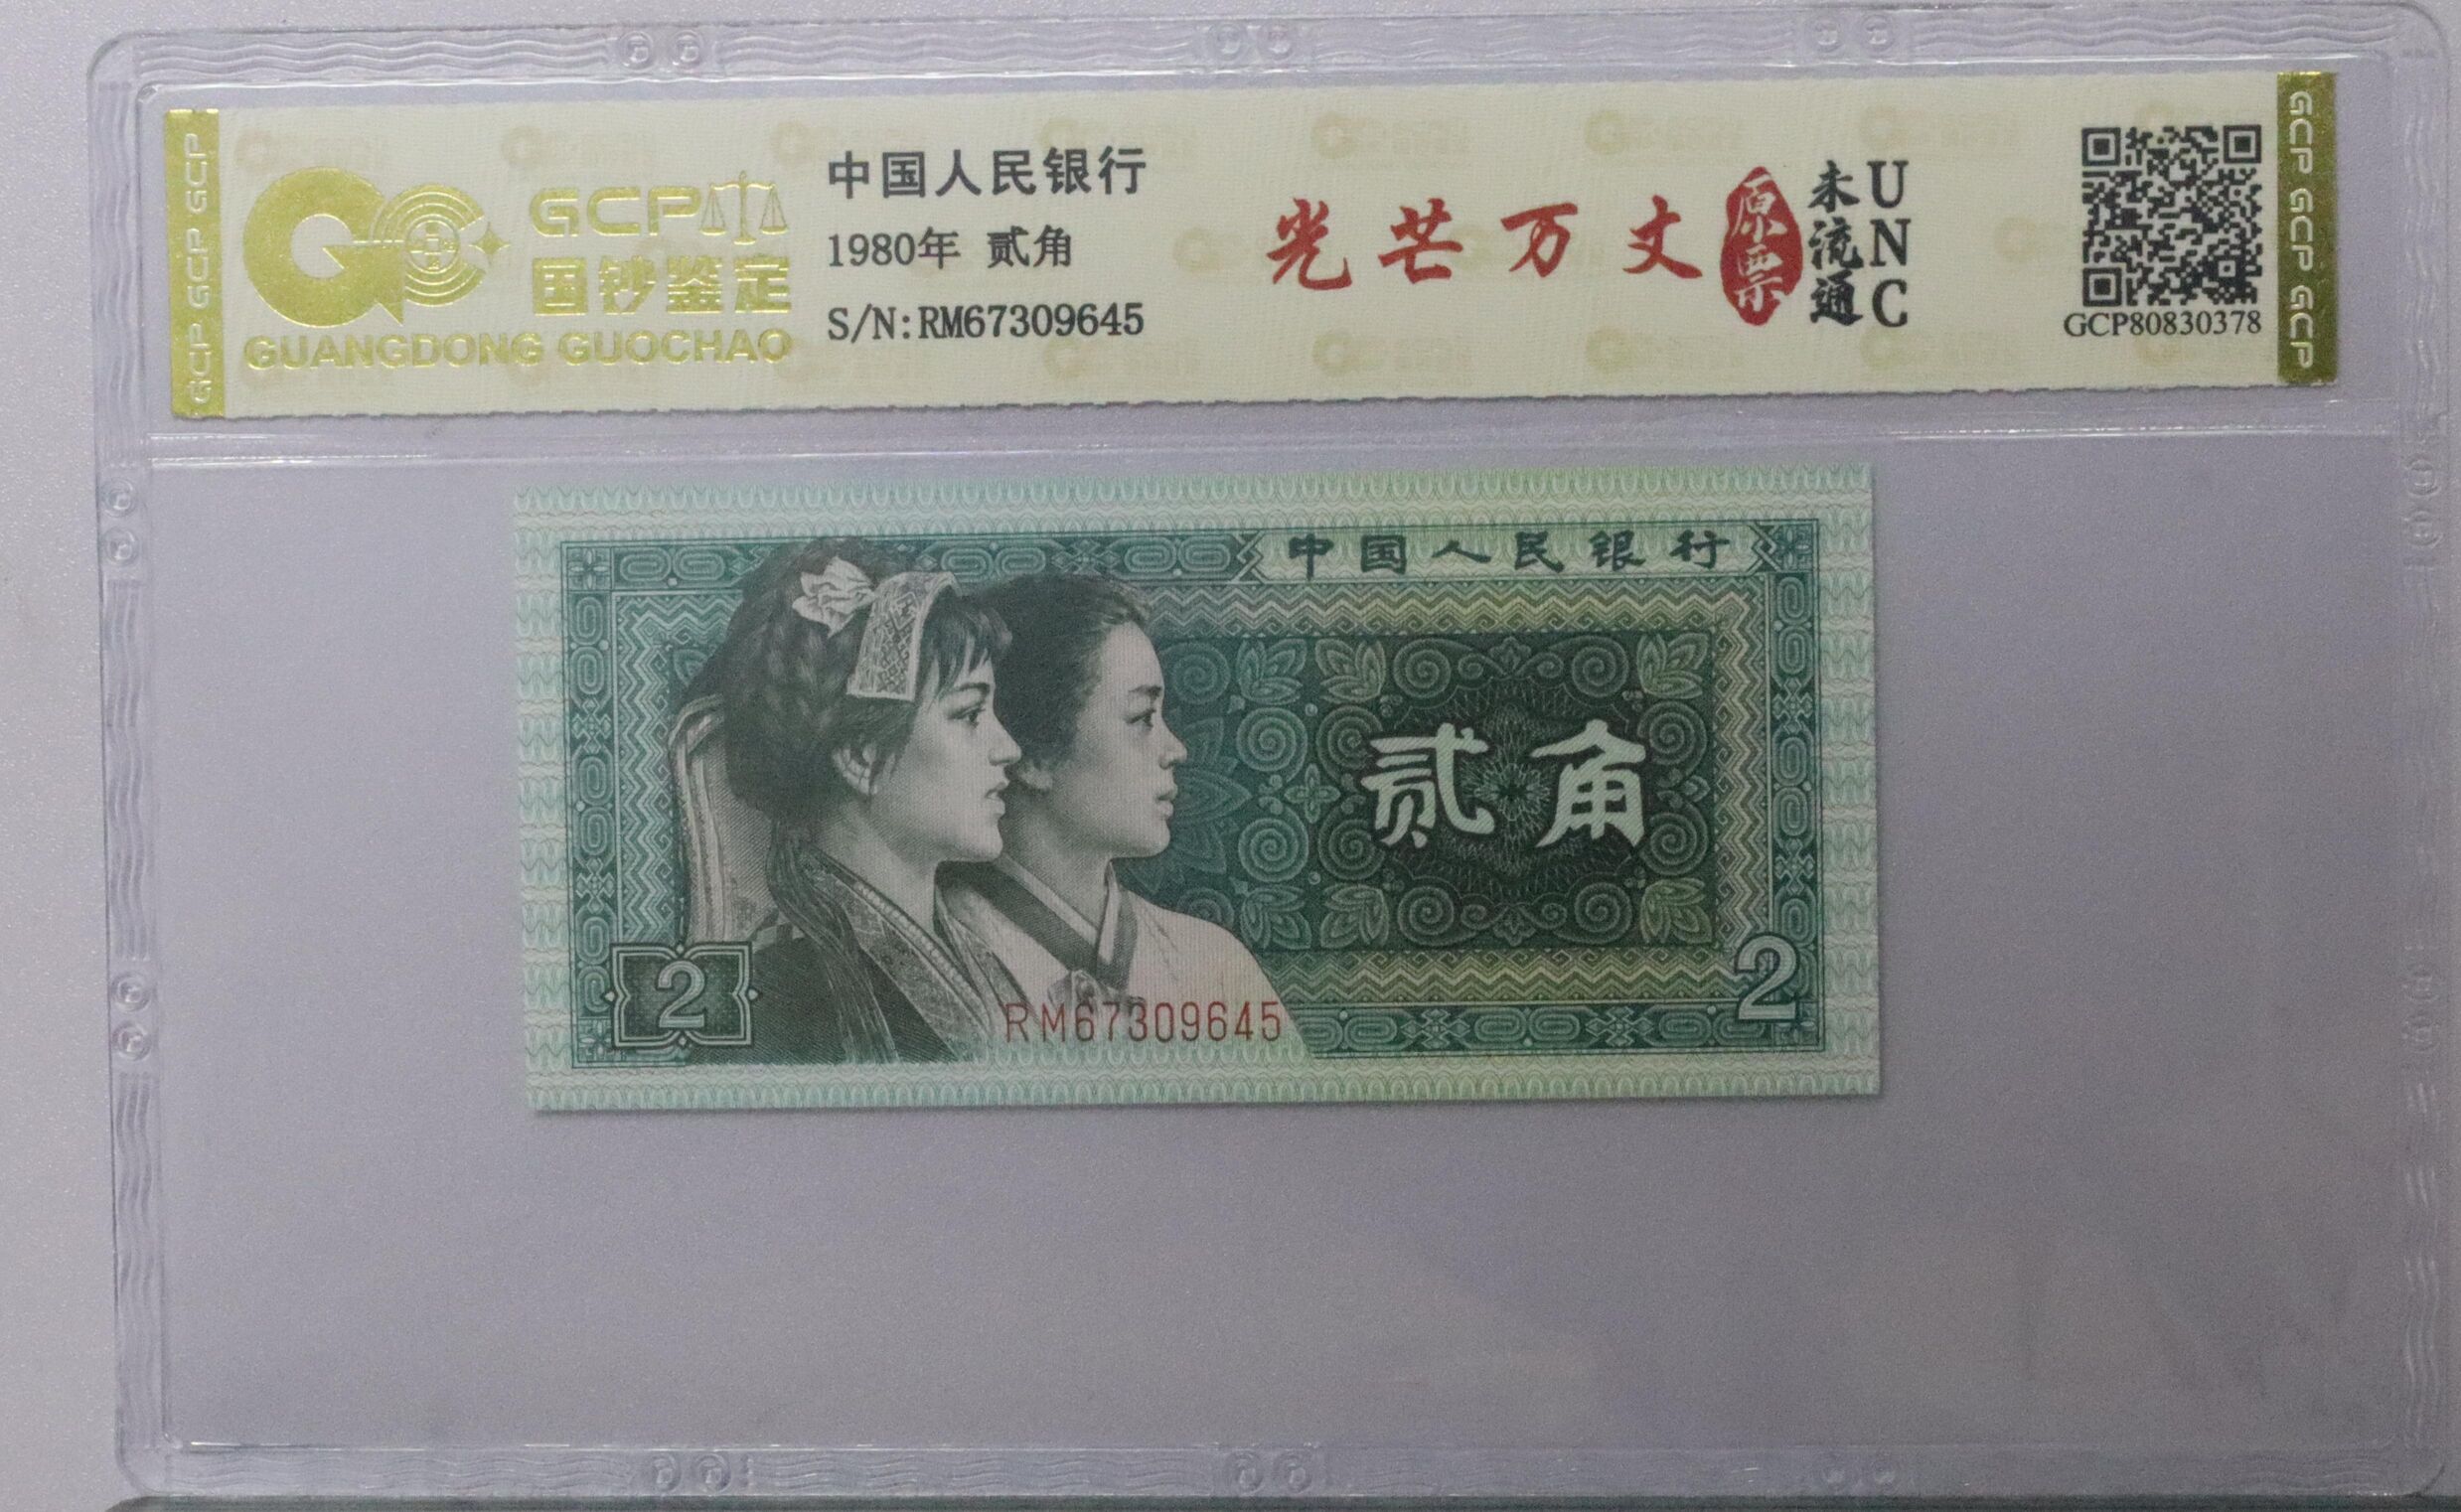 GCP GCP GCP
GCP
国钞鉴定
GUANGDONG GUOCHAO
中国人民银行
1980年 贰角
S/N:RM67309645
光芒万丈
原票
未流通
UNC
GCP80830378
GCP GCP GCP
中国人民银行
贰角
2
2
RM67309645